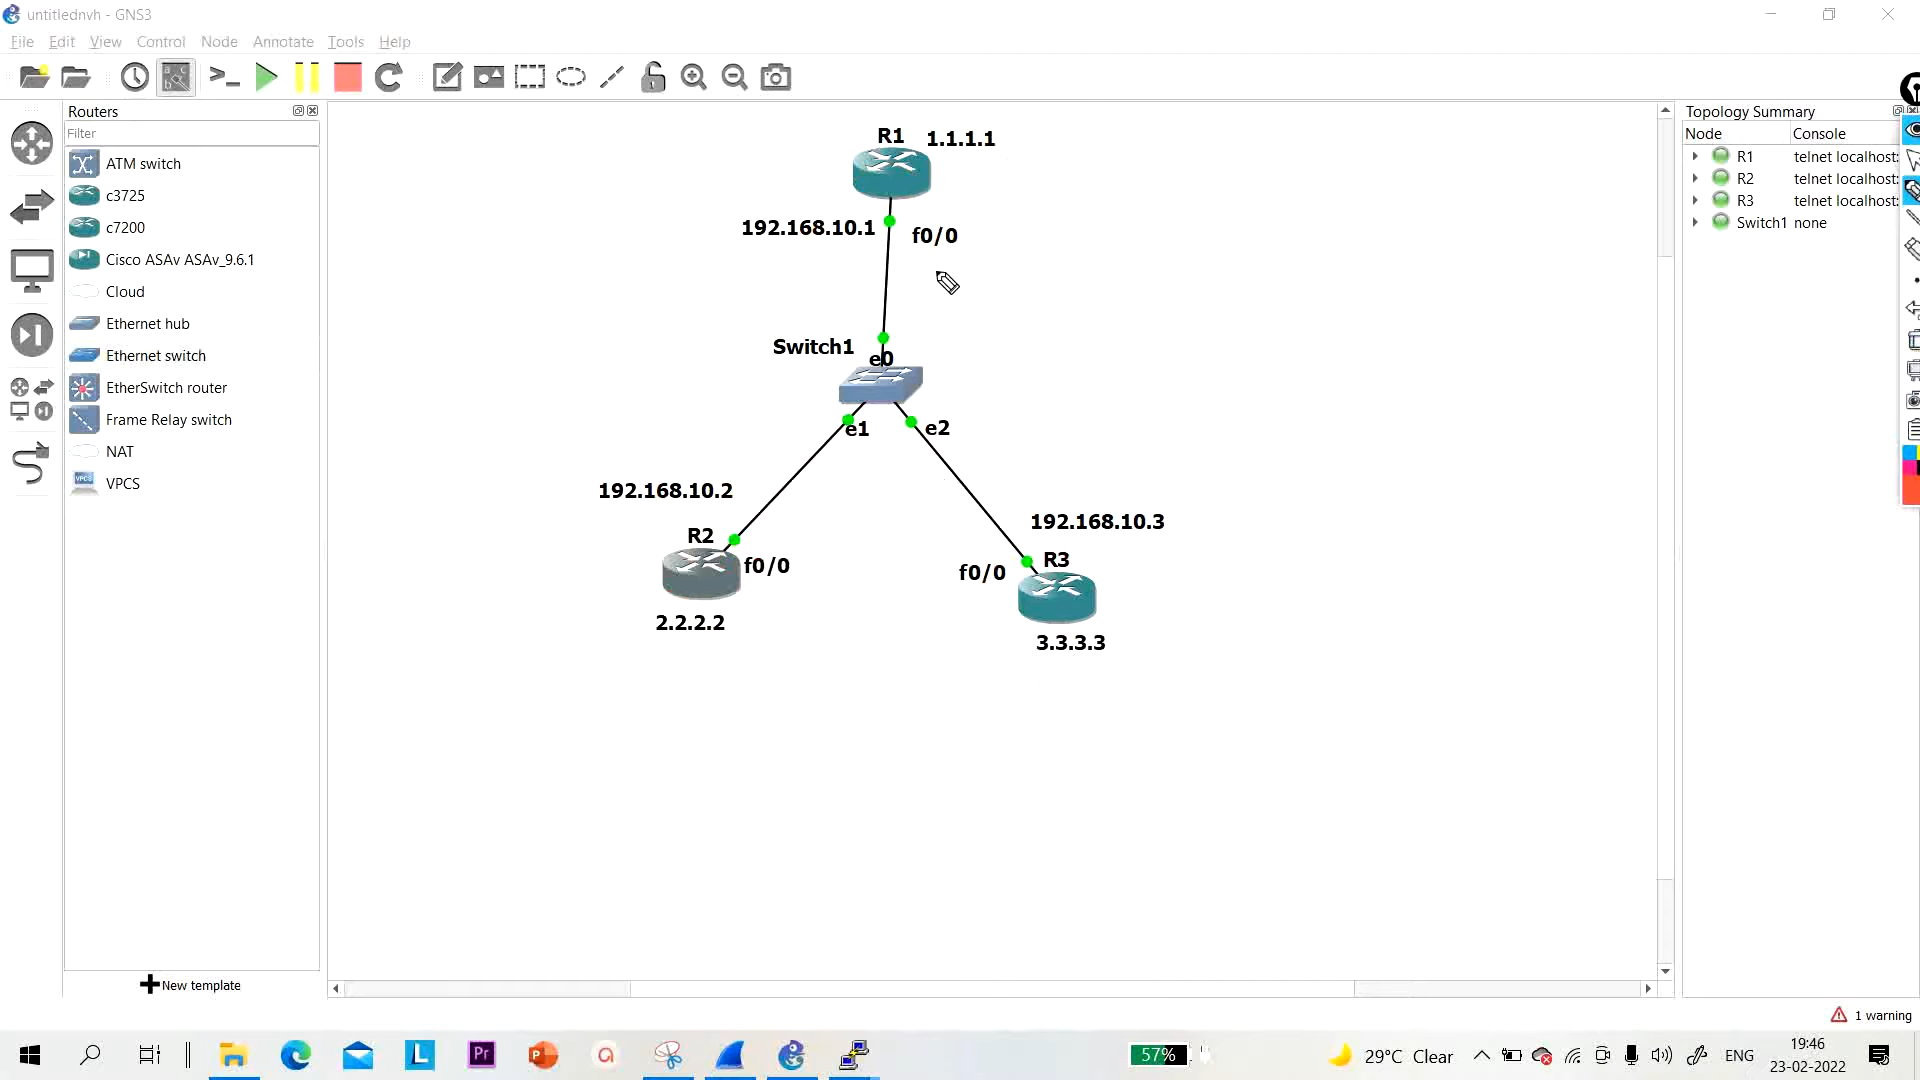 untitlednvh - GNS3
File Edit View Control Node Annotate Tools Help
Routers
Filter
ATM switch
c3725
c7200
Cisco ASAv ASAv_9.6.1
Cloud
Ethernet hub
Ethernet switch
EtherSwitch router
Frame Relay switch
NAT
VPCS
VPCS
New template
R1 1.1.1.1
192.168.10.1
f0/0
Switch1
e0
e1
e2
192.168.10.2
R2
f0/0
2.2.2.2
192.168.10.3
f0/0
R3
3.3.3.3
Topology Summary
Node Console
R1 telnet localhost:
R2 telnet localhost:
R3 telnet localhost:
Switch1 none
1 warning
L
Pr
P
a
57%
29°C Clear
ENG
19:46
23-02-2022